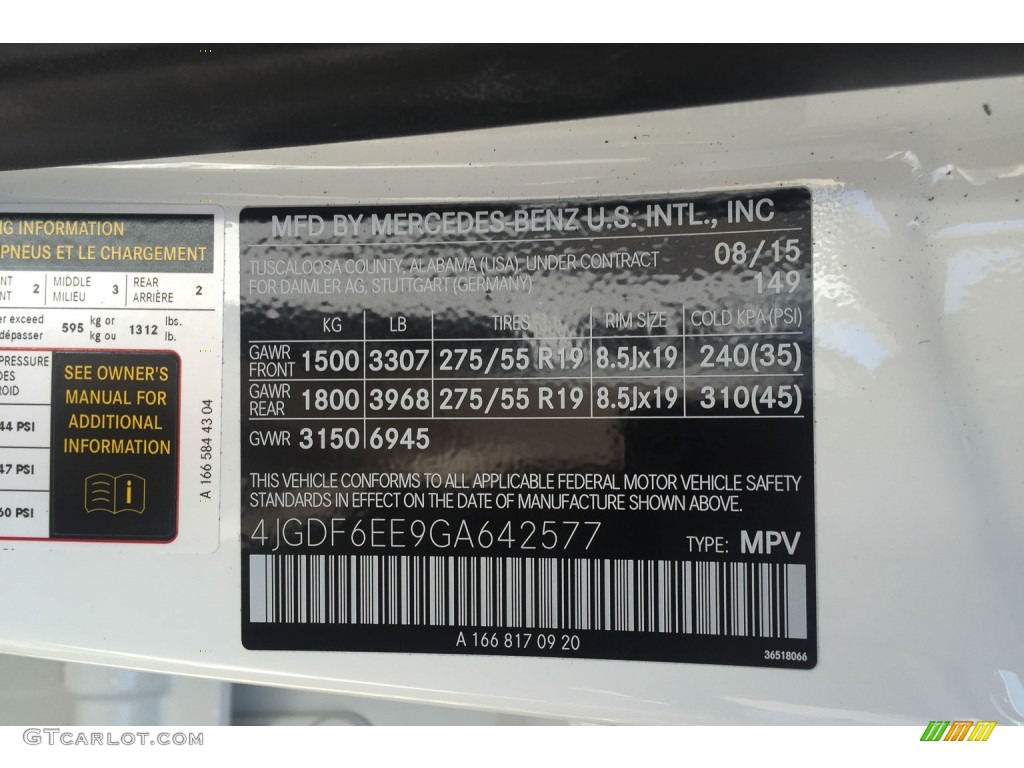 NG INFORMATION
PNEUS ET LE CHARGEMENT
NT 2 MIDDLE 3 REAR 2
NT MILIEU ARRIÈRE
er exceed 595 kg or 1312 lbs.
dépasser kg ou lb.
PRESSURE
DES
ROID
44 PSI
47 PSI
60 PSI
SEE OWNER'S
MANUAL FOR
ADDITIONAL
INFORMATION
i
A 166 584 43 04
MFD BY MERCEDES-BENZ U.S. INTL., INC
TUSCALOOSA COUNTY, ALABAMA (USA), UNDER CONTRACT 08/15
FOR DAIMLER AG, STUTTGART (GERMANY) 149
KG LB TIRES RIM SIZE COLD KPA(PSI)
GAWR FRONT 1500 3307 275/55 R19 8.5Jx19 240(35)
GAWR REAR 1800 3968 275/55 R19 8.5Jx19 310(45)
GVWR 3150 6945
THIS VEHICLE CONFORMS TO ALL APPLICABLE FEDERAL MOTOR VEHICLE SAFETY
STANDARDS IN EFFECT ON THE DATE OF MANUFACTURE SHOWN ABOVE.
4JGDF6EE9GA642577 TYPE: MPV
A 166 817 09 20
36518066
GTCarlot.com